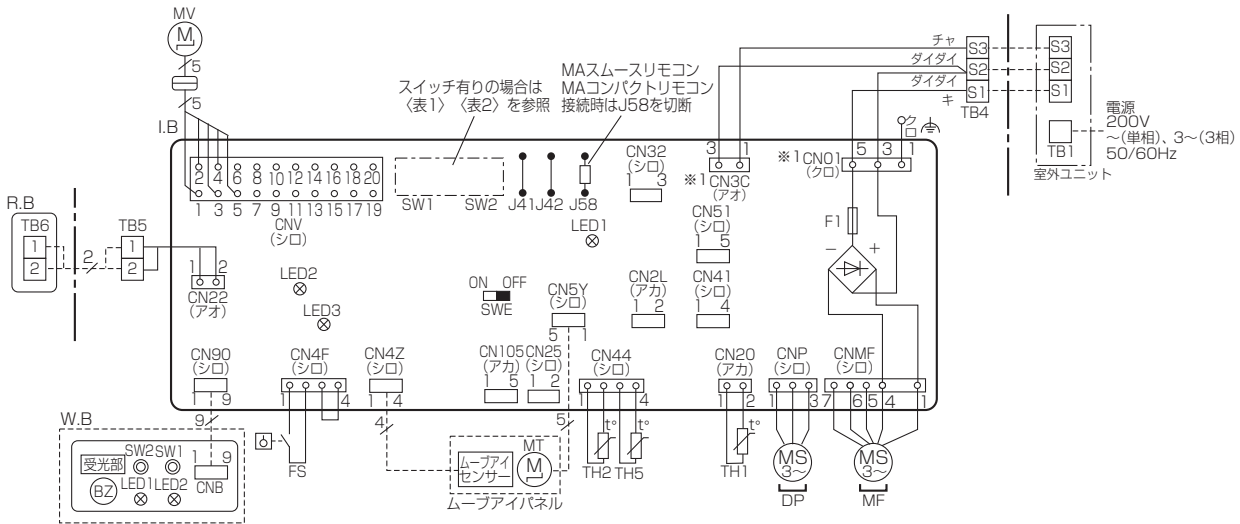 MV
M
5
5
I.B
スイッチ有りの場合は
〈表1〉〈表2〉を参照
MAスムースリモコン
MAコンパクトリモコン
接続時はJ58を切断
チャ
ダイダイ
ダイダイ
キ
S3
S2
S1
TB4
S3
S2
S1
TB1
室外ユニット
電源
200V
～(単相)、3～(3相)
50/60Hz
クロ
2 4 6 8 10 12 14 16 18 20
1 3 5 7 9 11 13 15 17 19
CNV
(シロ)
SW1 SW2
J41 J42 J58
LED1
CN32
(シロ)
1 3
3 1
※1 CN3C
(アオ)
※1 CN01
(クロ)
5 3 1
CN51
(シロ)
1 5
F1
－ ＋
R.B
TB6
1
2
2
TB5
1
2
1 2
CN22
(アオ)
LED2
LED3
ON OFF
SWE
CN5Y
(シロ)
5 1
CN2L
(アカ)
1 2
CN41
(シロ)
1 4
CN90
(シロ)
1 9
CN4F
(シロ)
1 4
CN4Z
(シロ)
1 4
CN105
(アカ)
1 5
CN25
(シロ)
1 2
CN44
(シロ)
1 4
CN20
(アカ)
1 2
CNP
(シロ)
1 3
CNMF
(シロ)
7 6 5 4 1
9
4
5
W.B
受光部
SW2 SW1
1 9
BZ
LED1 LED2
CNB
FS
ムーブアイ
センサー
MT
M
ムーブアイパネル
t°
t°
TH2 TH5
t°
TH1
MS
3～
DP
MS
3～
MF